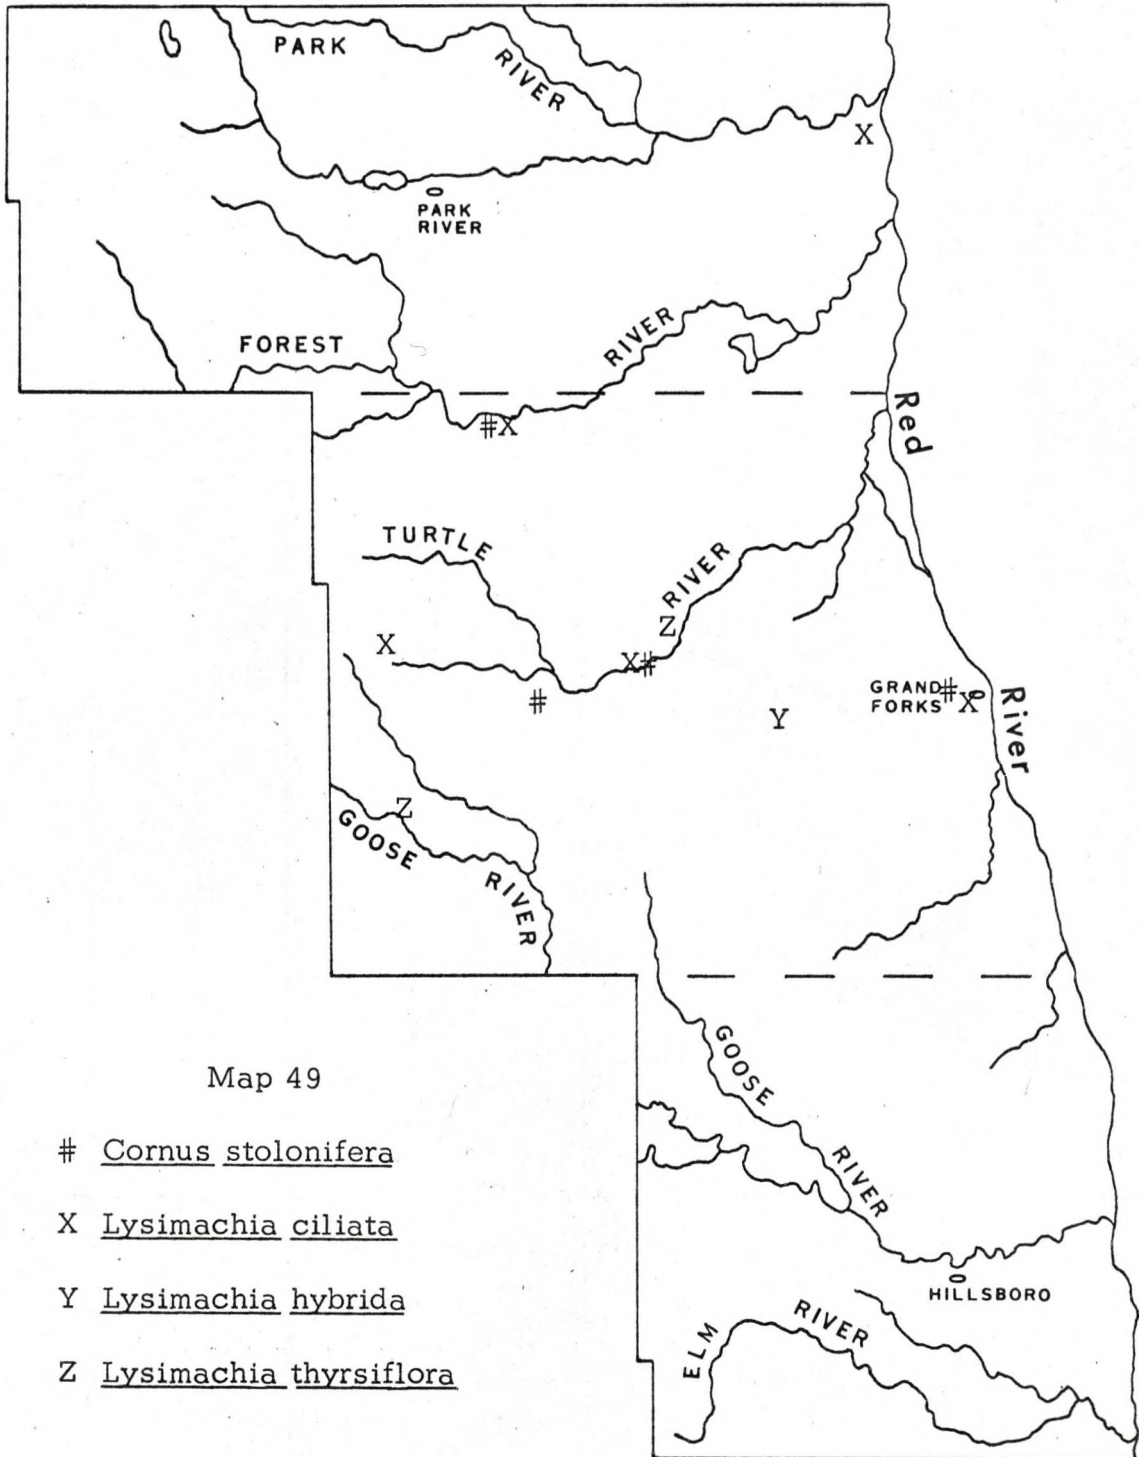 PARK
RIVER
X
PARK
RIVER
FOREST
RIVER
Red
#X
TURTLE
RIVER
Z
X
X#
#
GRAND
FORKS
#
X
River
Y
Z
GOOSE
RIVER
GOOSE
RIVER
HILLSBORO
ELM
RIVER
Map 49
# Cornus stolonifera
X Lysimachia ciliata
Y Lysimachia hybrida
Z Lysimachia thyrsiflora